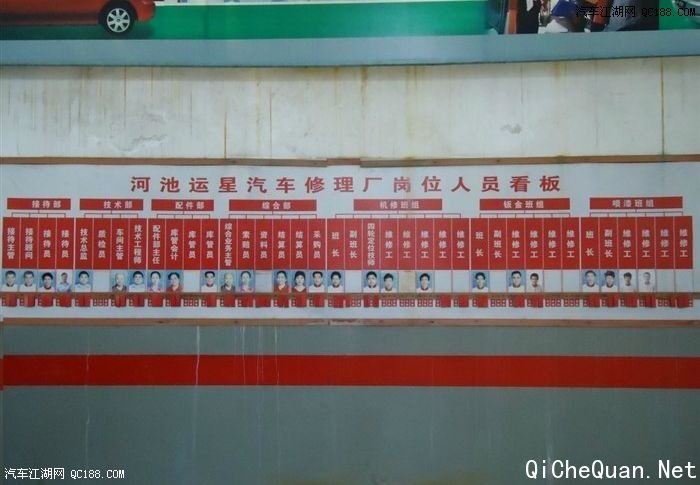 汽车江湖网 QC188.COM
河池运星汽车修理厂岗位人员看板
接待部 技术部 配件部 综合部 机修班组 钣金班组 喷漆班组
接待主管
接待顾问
接待员
接待员
技术总监
质检员
车间主管
技术工程师
配件部主任
库管会计
库管员
库管员
综合业务主管
索赔员
资料员
结算员
结算员
采购员
班长
副班长
四轮定位技师
维修工
维修工
维修工
维修工
维修工
班长
副班长
维修工
维修工
维修工
班长
副班长
维修工
维修工
维修工
维修工
汽车江湖网 QC188.COM
QiCheQuan.Net